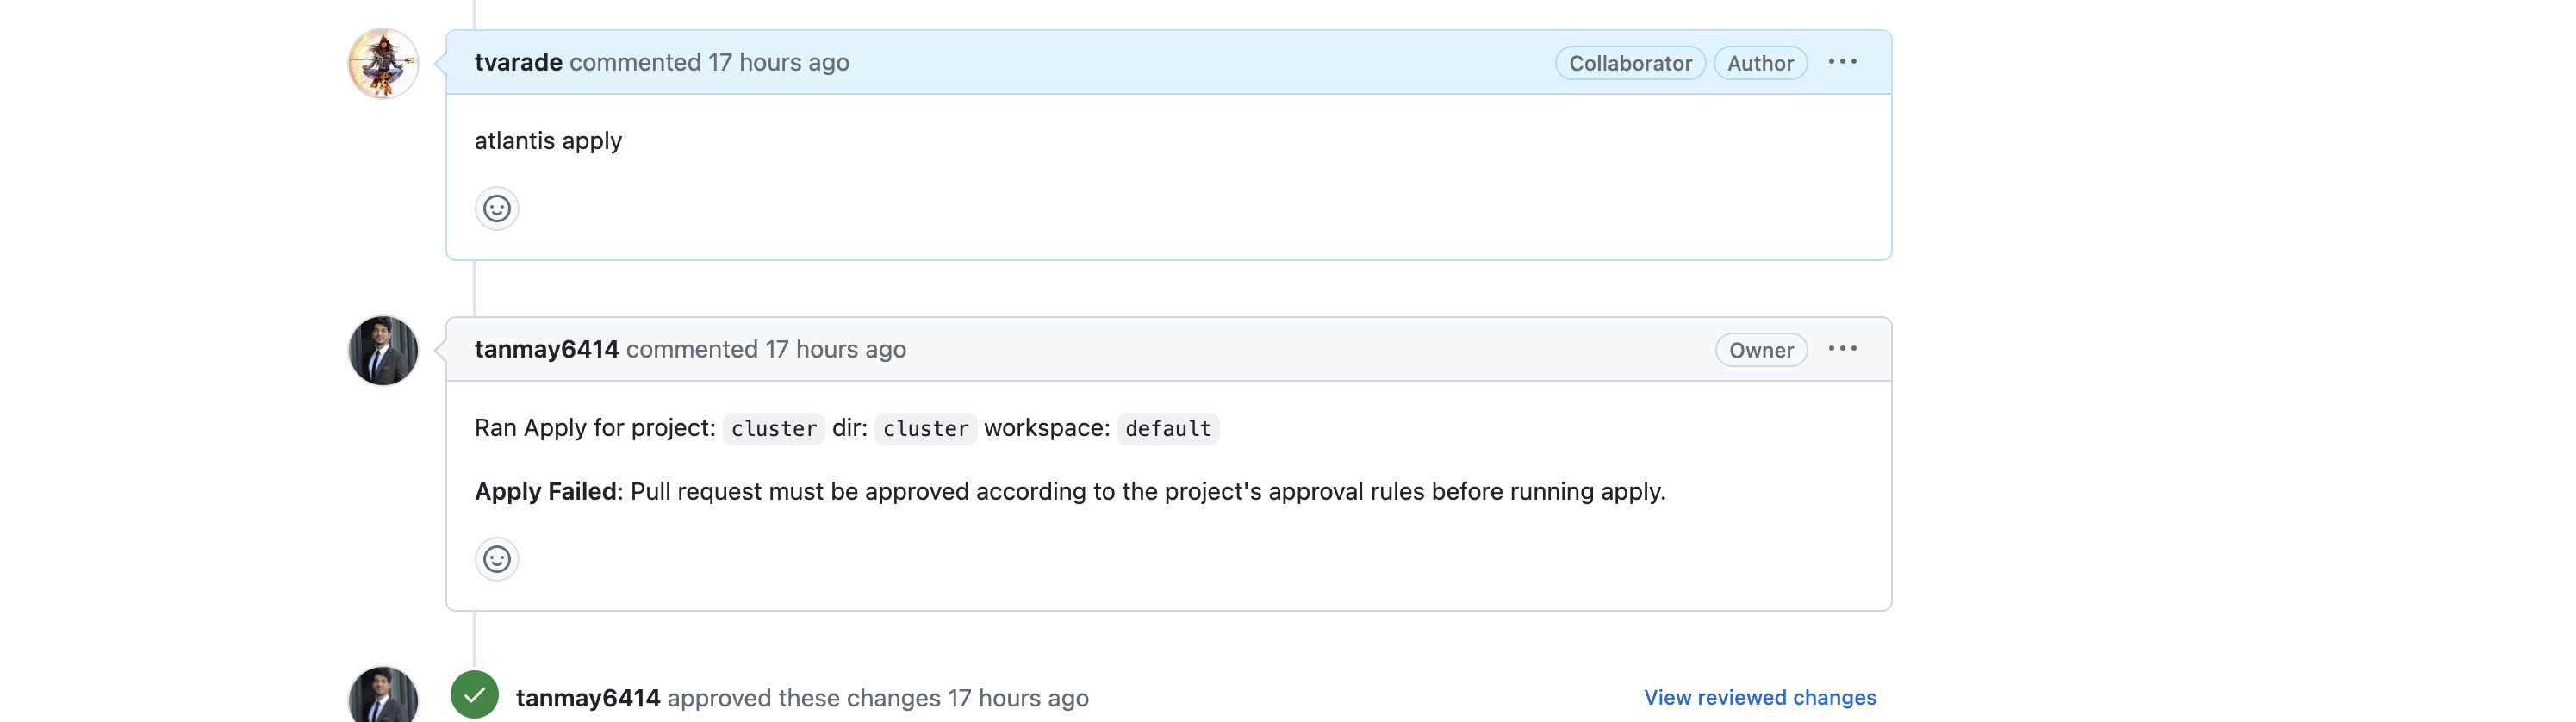 tvarade commented 17 hours ago Collaborator Author ...
atlantis apply
tanmay6414 commented 17 hours ago Owner ...
Ran Apply for project: cluster dir: cluster workspace: default
Apply Failed: Pull request must be approved according to the project's approval rules before running apply.
tanmay6414 approved these changes 17 hours ago View reviewed changes